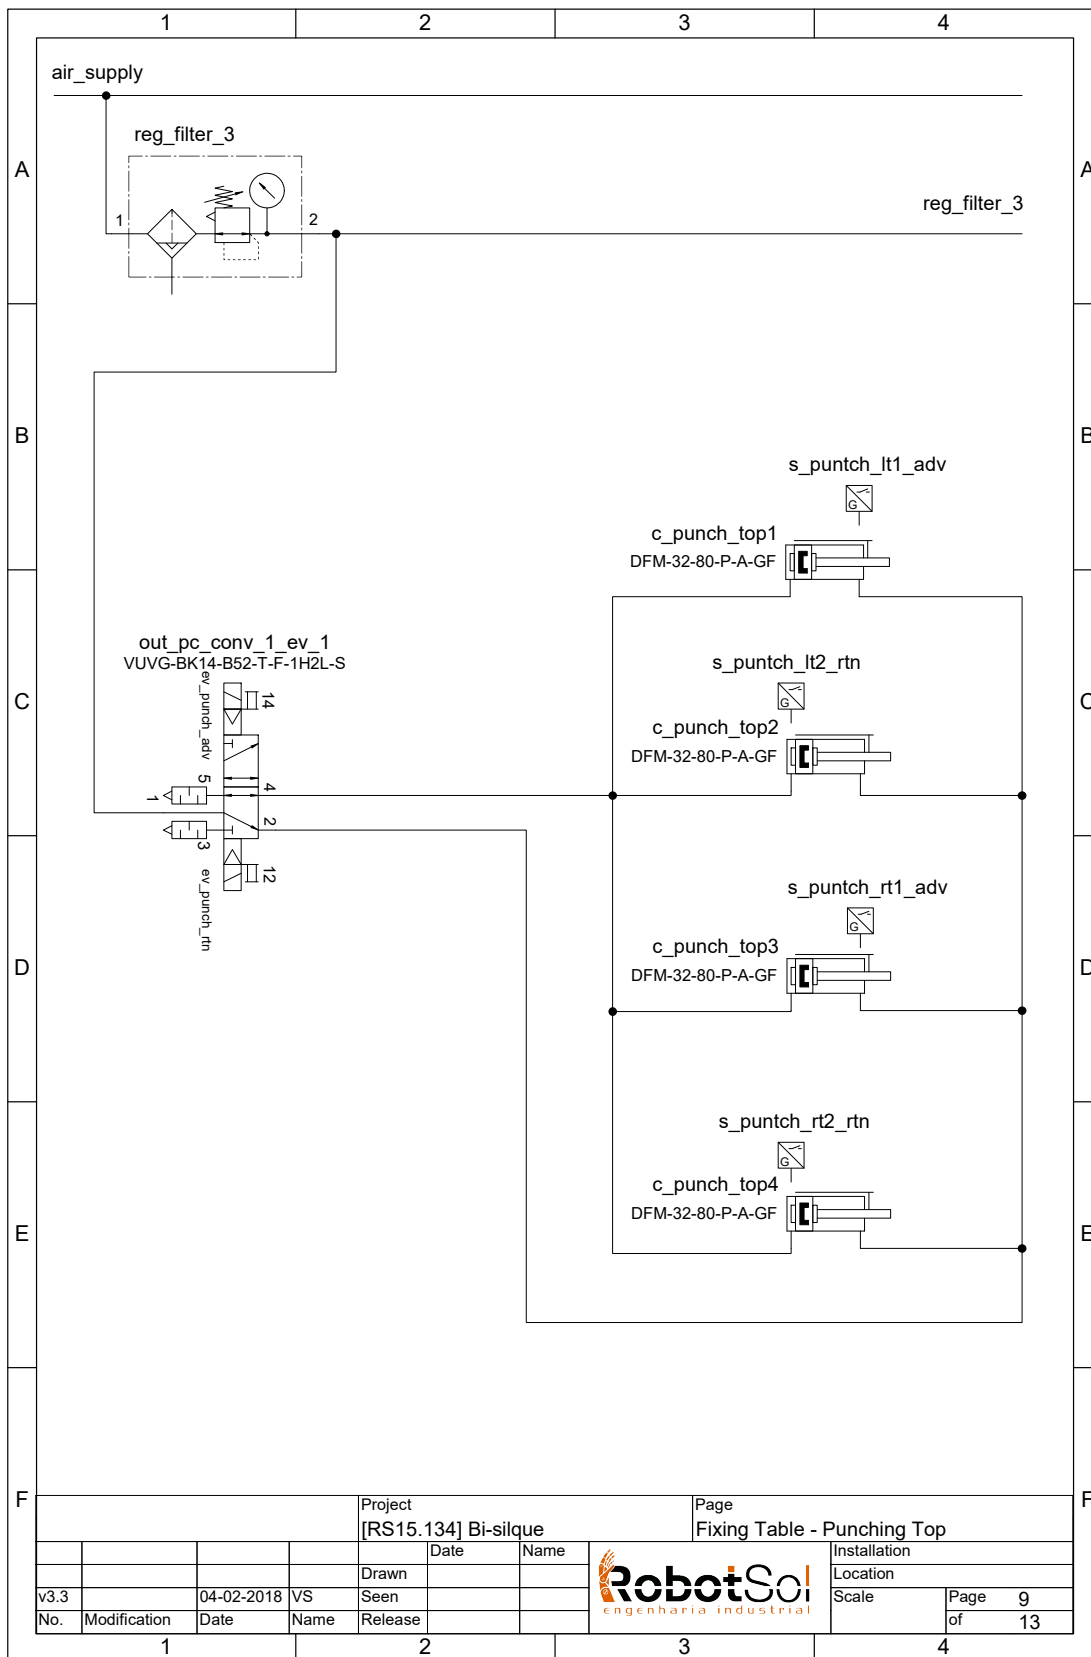 1 2 3 4
air_supply
reg_filter_3
A A
reg_filter_3
1 2
B B
s_puntch_lt1_adv
G
c_punch_top1
DFM-32-80-P-A-GF
out_pc_conv_1_ev_1
VUVG-BK14-B52-T-F-1H2L-S
s_puntch_lt2_rtn
G
C C
ev_punch_adv
14
c_punch_top2
DFM-32-80-P-A-GF
5 4
1
2
3
12
ev_punch_rtn
s_puntch_rt1_adv
G
c_punch_top3
D D
DFM-32-80-P-A-GF
s_puntch_rt2_rtn
G
c_punch_top4
DFM-32-80-P-A-GF
E E
F F
Project Page
[RS15.134] Bi-silque Fixing Table - Punching Top
Date Name Installation
Drawn Location
RobotSol
engenharia industrial
v3.3 04-02-2018 VS Seen Scale Page 9
No. Modification Date Name Release of 13
1 2 3 4